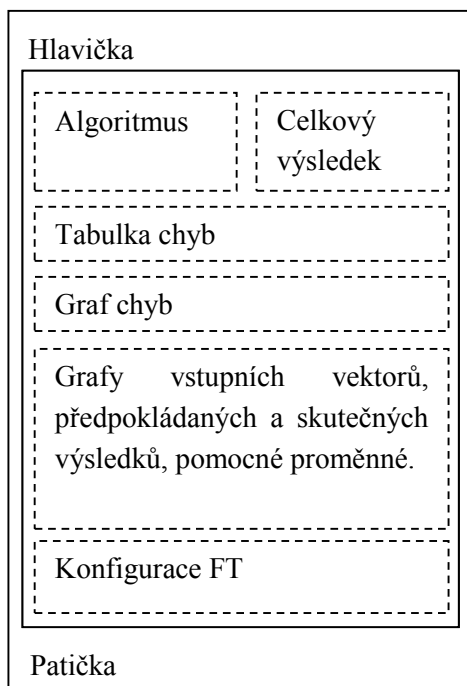 Hlavička
Algoritmus
Celkový
výsledek
Tabulka chyb
Graf chyb
Grafy vstupních vektorů,
předpokládaných a skutečných
výsledků, pomocné proměnné.
Konfigurace FT
Patička